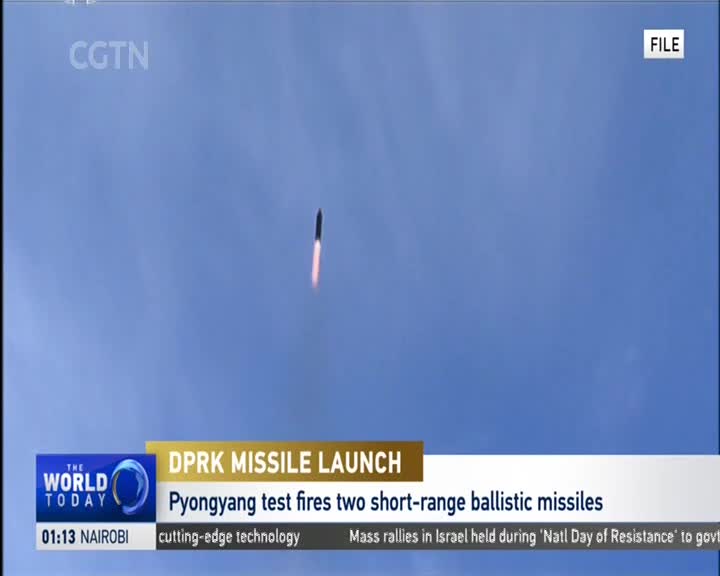 CGTN
FILE
DPRK MISSILE LAUNCH
THE
WORLD
TODAY
Pyongyang test fires two short-range ballistic missiles
01:13 NAIROBI
cutting-edge technology Mass rallies in Israel held during 'Natl Day of Resistance' to govt